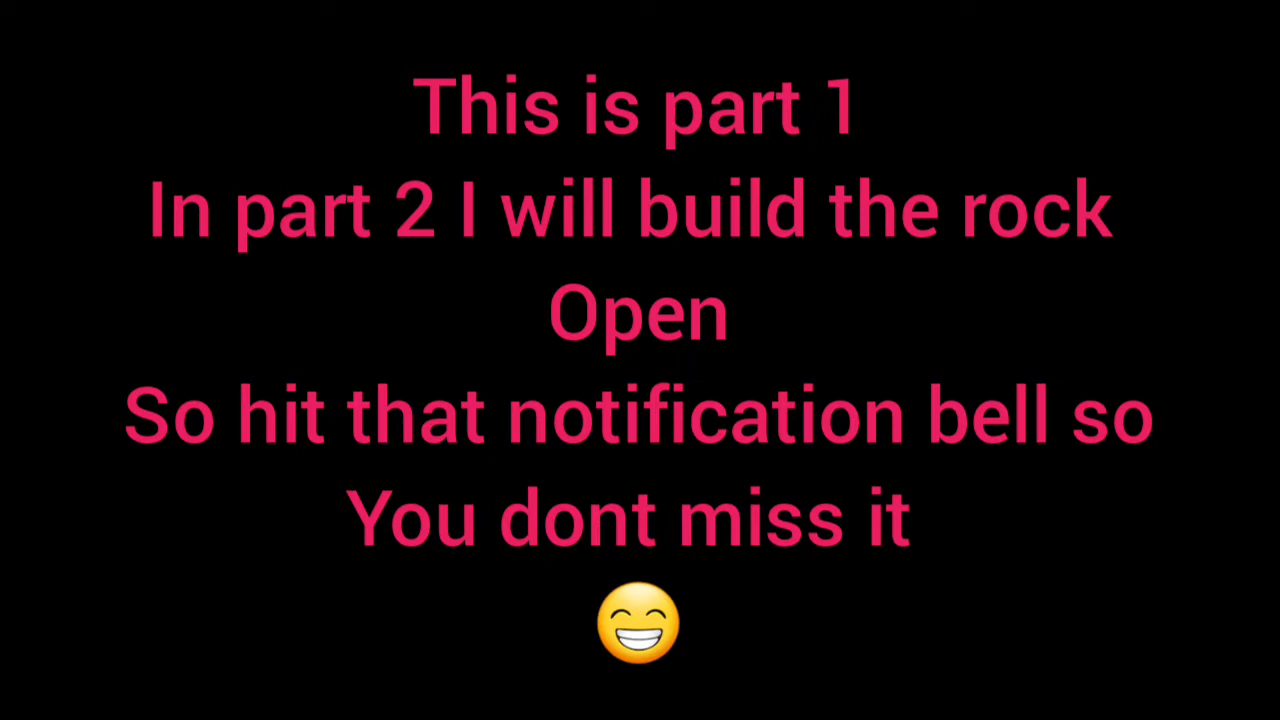 This is part 1
In part 2 I will build the rock
Open
So hit that notification bell so
You dont miss it
😁